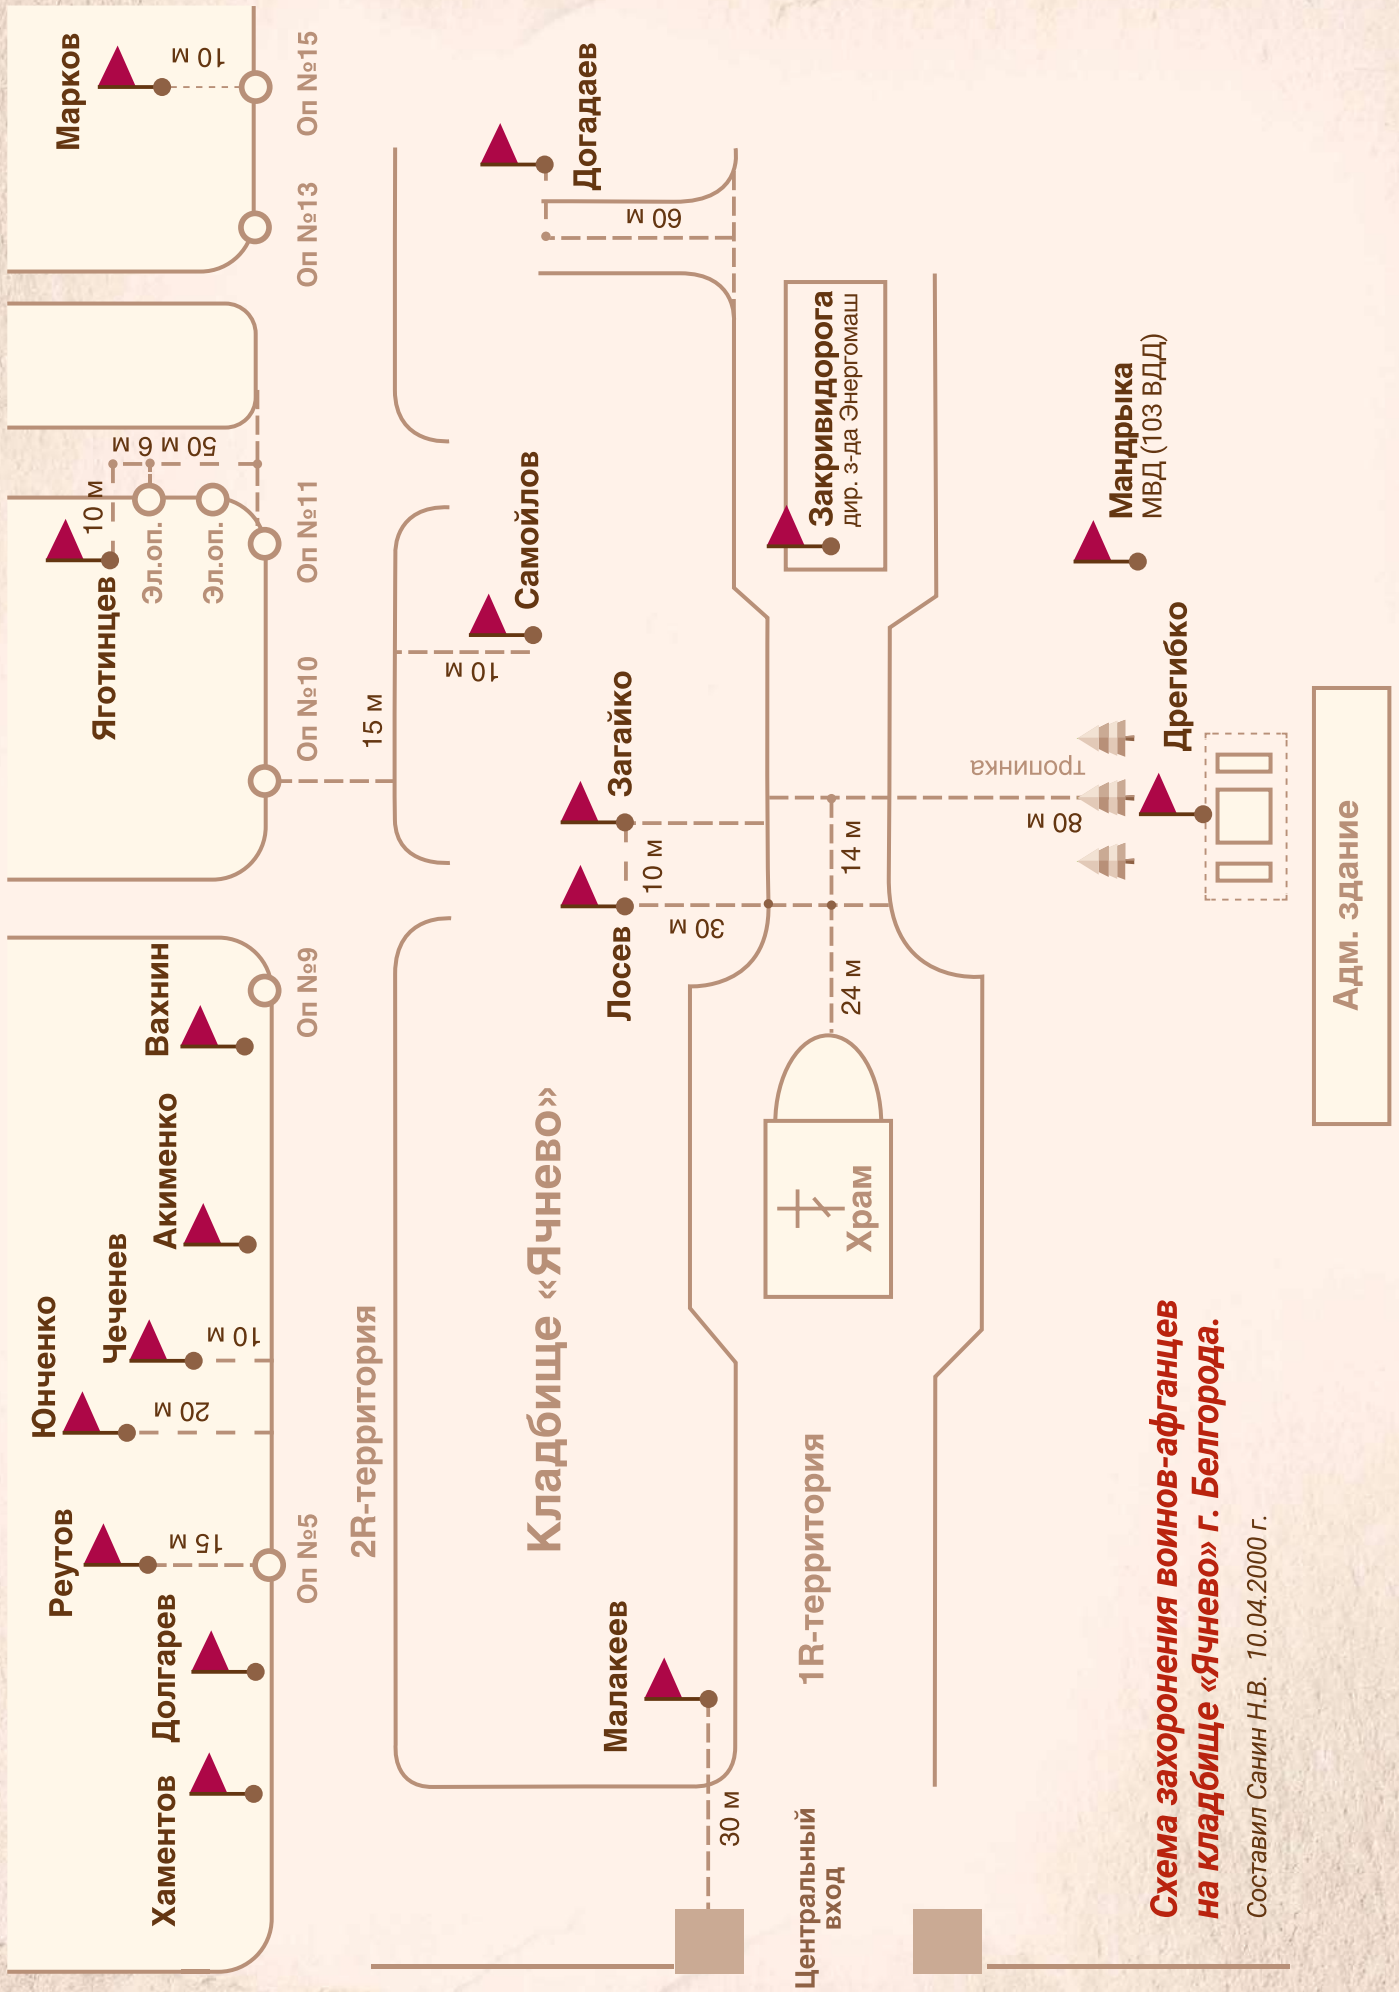 Марков
10 м
Оп №15
Оп №13
Догадаев
60 м
50 м 6 м
10 м
Эл.оп.
Эл.оп.
Яготинцев
Оп №11
Оп №10
15 м
Самойлов
10 м
Закривидорога
дир. з-да Энергомаш
Мандрыка
МВД (103 ВДД)
Загайко
Лосев
10 м
30 м
14 м
24 м
тропинка
80 м
Дрегибко
Адм. здание
Вахнин
Оп №9
Акименко
Чеченев
10 м
Юнченко
20 м
Реутов
15 м
Оп №5
Долгарев
Хаментов
2R-территория
Кладбище «Ячнево»
Храм
1R-территория
Малакеев
30 м
Центральный
вход
Схема захоронения воинов-афганцев
на кладбище «Ячнево» г. Белгорода.
Составил Санин Н.В. 10.04.2000 г.